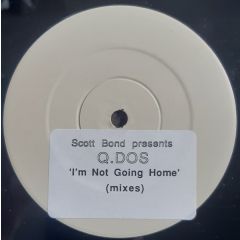 Scott Bond presents
Q.DOS
'I'm Not Going Home'
(mixes)